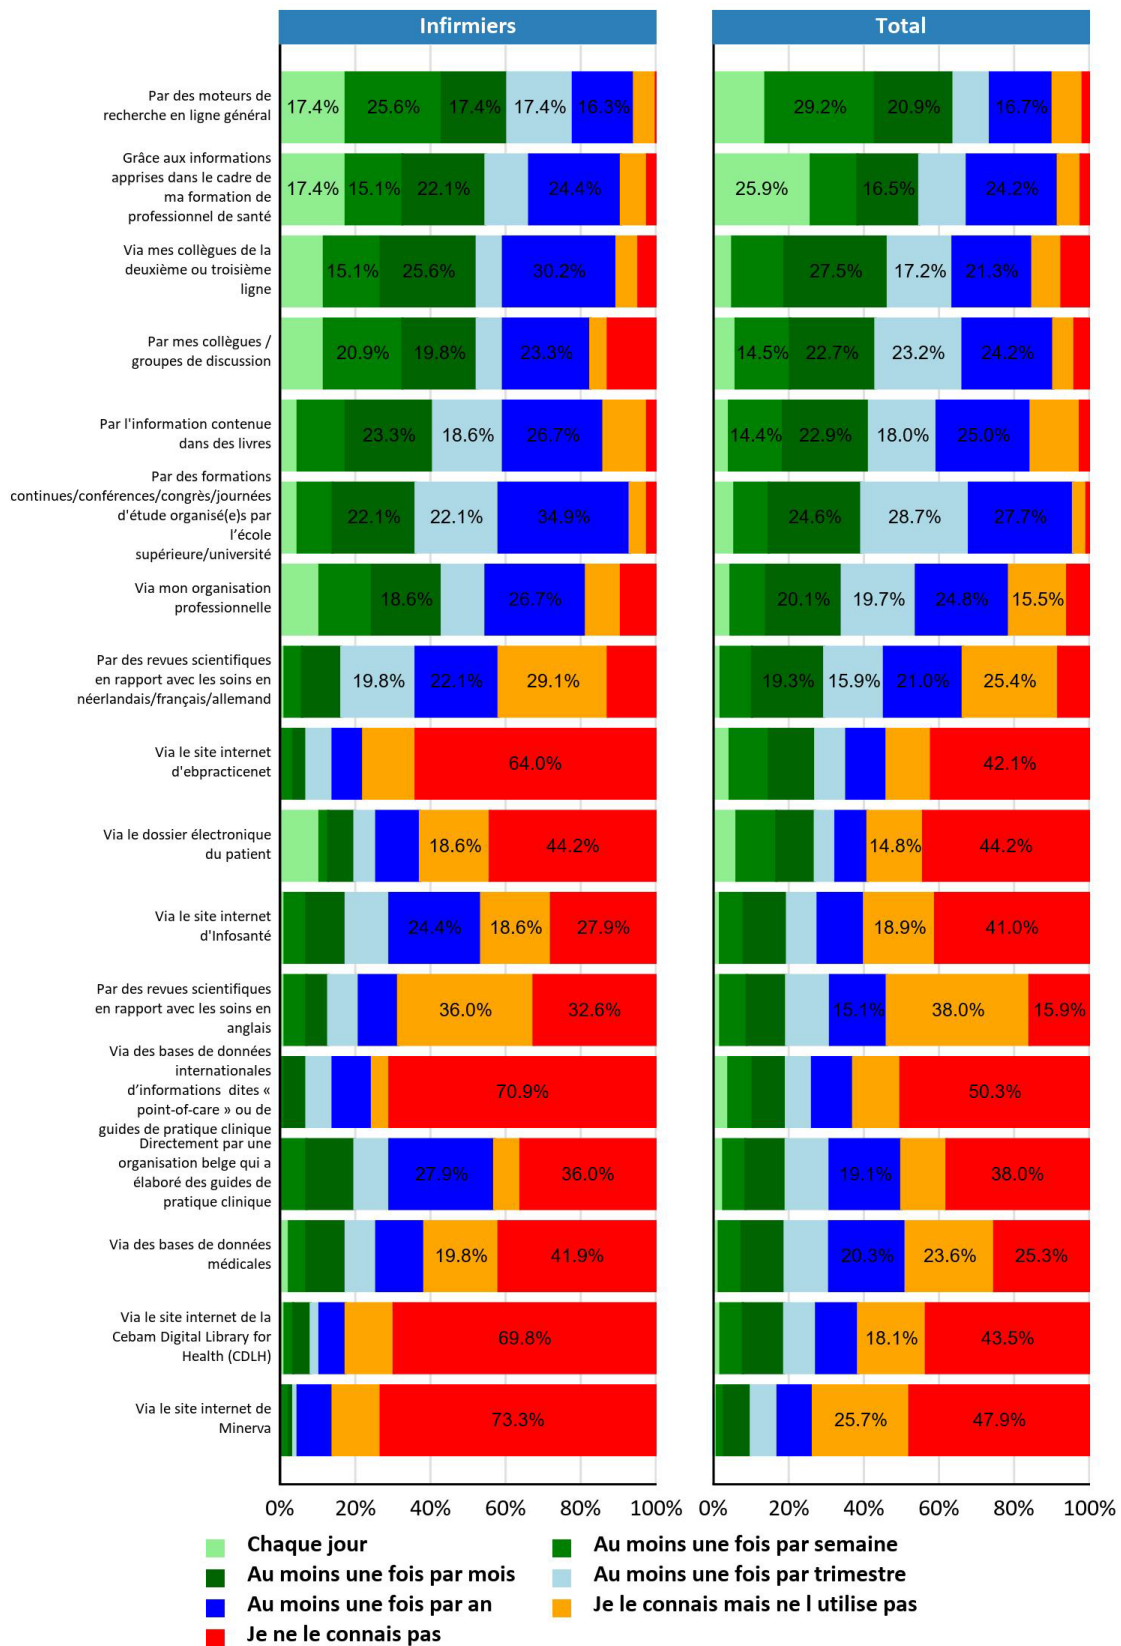 Infirmiers
Total
Par des moteurs de
recherche en ligne général
17.4%
25.6%
17.4%
17.4%
16.3%
29.2%
20.9%
16.7%
Grâce aux informations
apprises dans le cadre de
ma formation de
professionnel de santé
17.4%
15.1%
22.1%
24.4%
25.9%
16.5%
24.2%
Via mes collègues de la
deuxième ou troisième
ligne
15.1%
25.6%
30.2%
27.5%
17.2%
21.3%
Par mes collègues /
groupes de discussion
20.9%
19.8%
23.3%
14.5%
22.7%
23.2%
24.2%
Par l'information contenue
dans des livres
23.3%
18.6%
26.7%
14.4%
22.9%
18.0%
25.0%
Par des formations
continues/conférences/congrès/journées
d'étude organisé(e)s par
l’école
supérieure/université
22.1%
22.1%
34.9%
24.6%
28.7%
27.7%
Via mon organisation
professionnelle
18.6%
26.7%
20.1%
19.7%
24.8%
15.5%
Par des revues scientifiques
en rapport avec les soins en
néerlandais/français/allemand
19.8%
22.1%
29.1%
19.3%
15.9%
21.0%
25.4%
Via le site internet
d'ebpracticenet
64.0%
42.1%
Via le dossier électronique
du patient
18.6%
44.2%
14.8%
44.2%
Via le site internet
d'Infosanté
24.4%
18.6%
27.9%
18.9%
41.0%
Par des revues scientifiques
en rapport avec les soins en
anglais
36.0%
32.6%
15.1%
38.0%
15.9%
Via des bases de données
internationales
d’informations dites «
point-of-care » ou de
guides de pratique clinique
70.9%
50.3%
Directement par une
organisation belge qui a
élaboré des guides de
pratique clinique
27.9%
36.0%
19.1%
38.0%
Via des bases de données
médicales
19.8%
41.9%
20.3%
23.6%
25.3%
Via le site internet de la
Cebam Digital Library for
Health (CDLH)
69.8%
18.1%
43.5%
Via le site internet de
Minerva
73.3%
25.7%
47.9%
0%
20%
40%
60%
80%
100%
0%
20%
40%
60%
80%
100%
Chaque jour
Au moins une fois par semaine
Au moins une fois par mois
Au moins une fois par trimestre
Au moins une fois par an
Je le connais mais ne l utilise pas
Je ne le connais pas